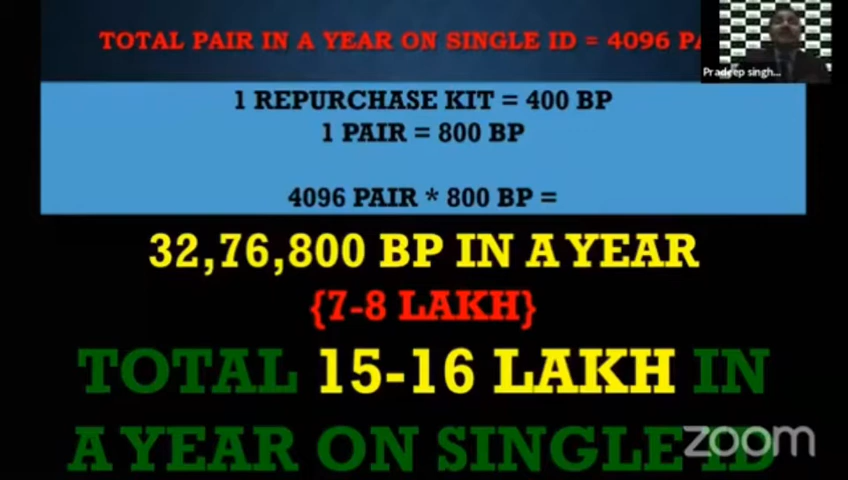 TOTAL PAIR IN A YEAR ON SINGLE ID = 4096
Pradeep singh...
1 REPURCHASE KIT = 400 BP
1 PAIR = 800 BP
4096 PAIR * 800 BP =
32,76,800 BP IN A YEAR
{7-8 LAKH}
TOTAL 15-16 LAKH IN
A YEAR ON SINGLE ID
zoom